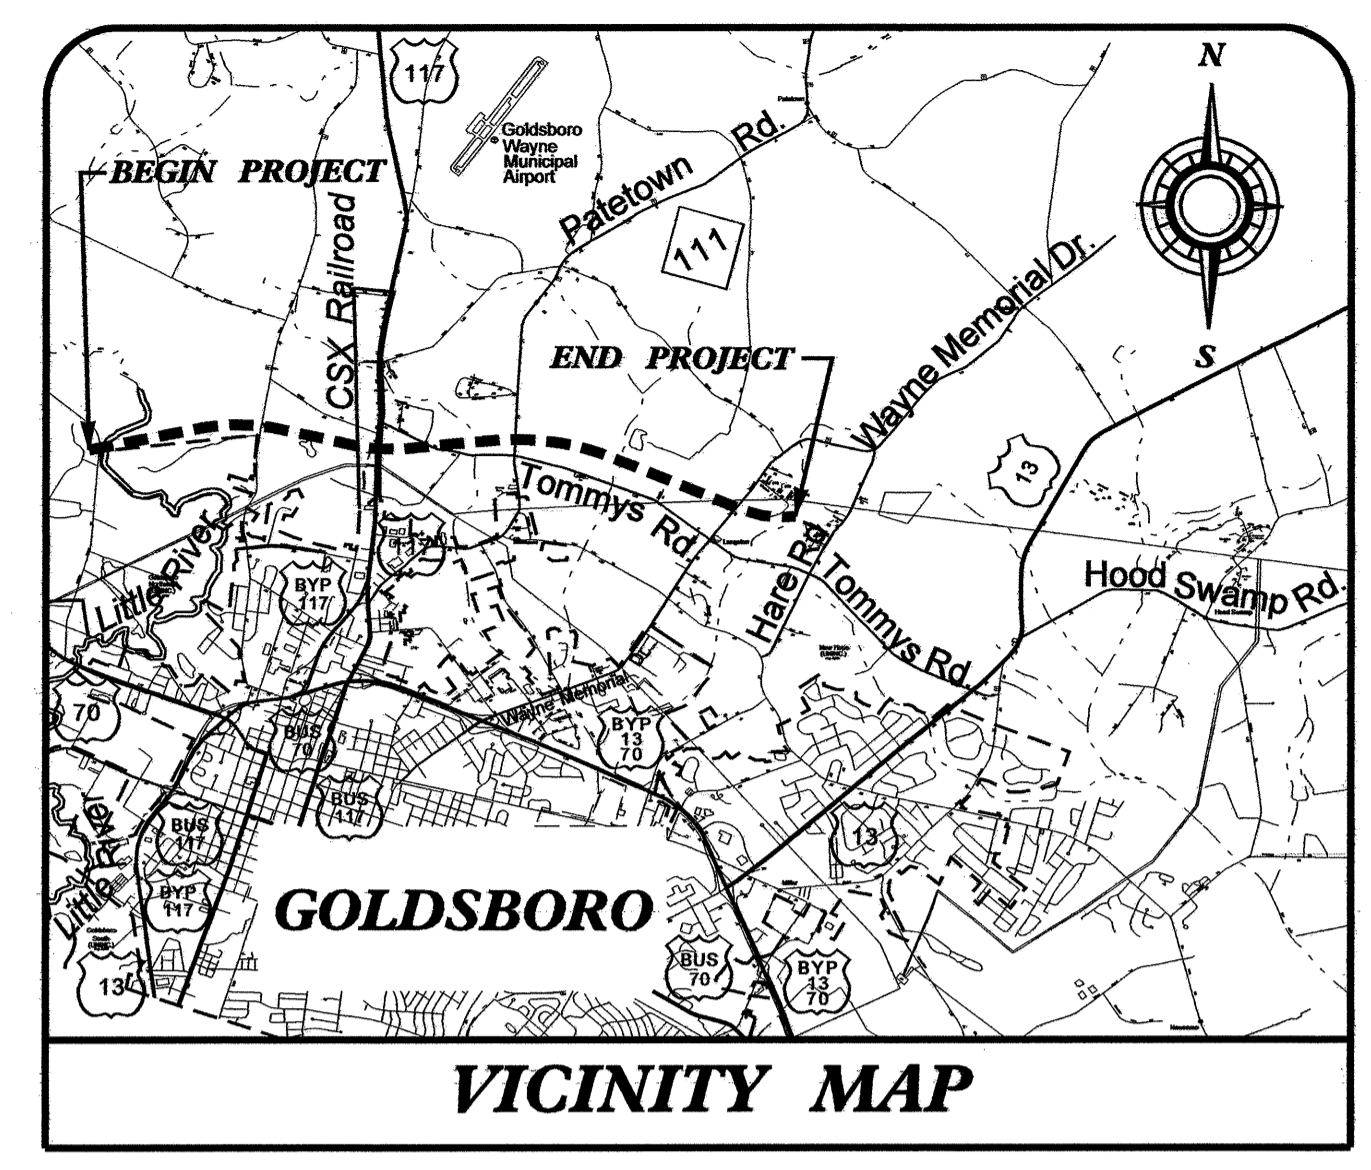 N
117
Goldsboro
Wayne
Municipal
Airport
Patetown Rd.
Patetown
BEGIN PROJECT
CSX Railroad
111
Wayne Memorial Dr.
S
END PROJECT
13
Tommys Rd.
Hare Rd.
Tommys Rd.
Hood Swamp Rd.
Little River
BYP
117
Wayne Memorial
70
BUS
70
BYP
13
70
BUS
117
BUS
117
13
Little River
BYP
117
GOLDSBORO
BUS
70
BYP
13
70
13
VICINITY MAP